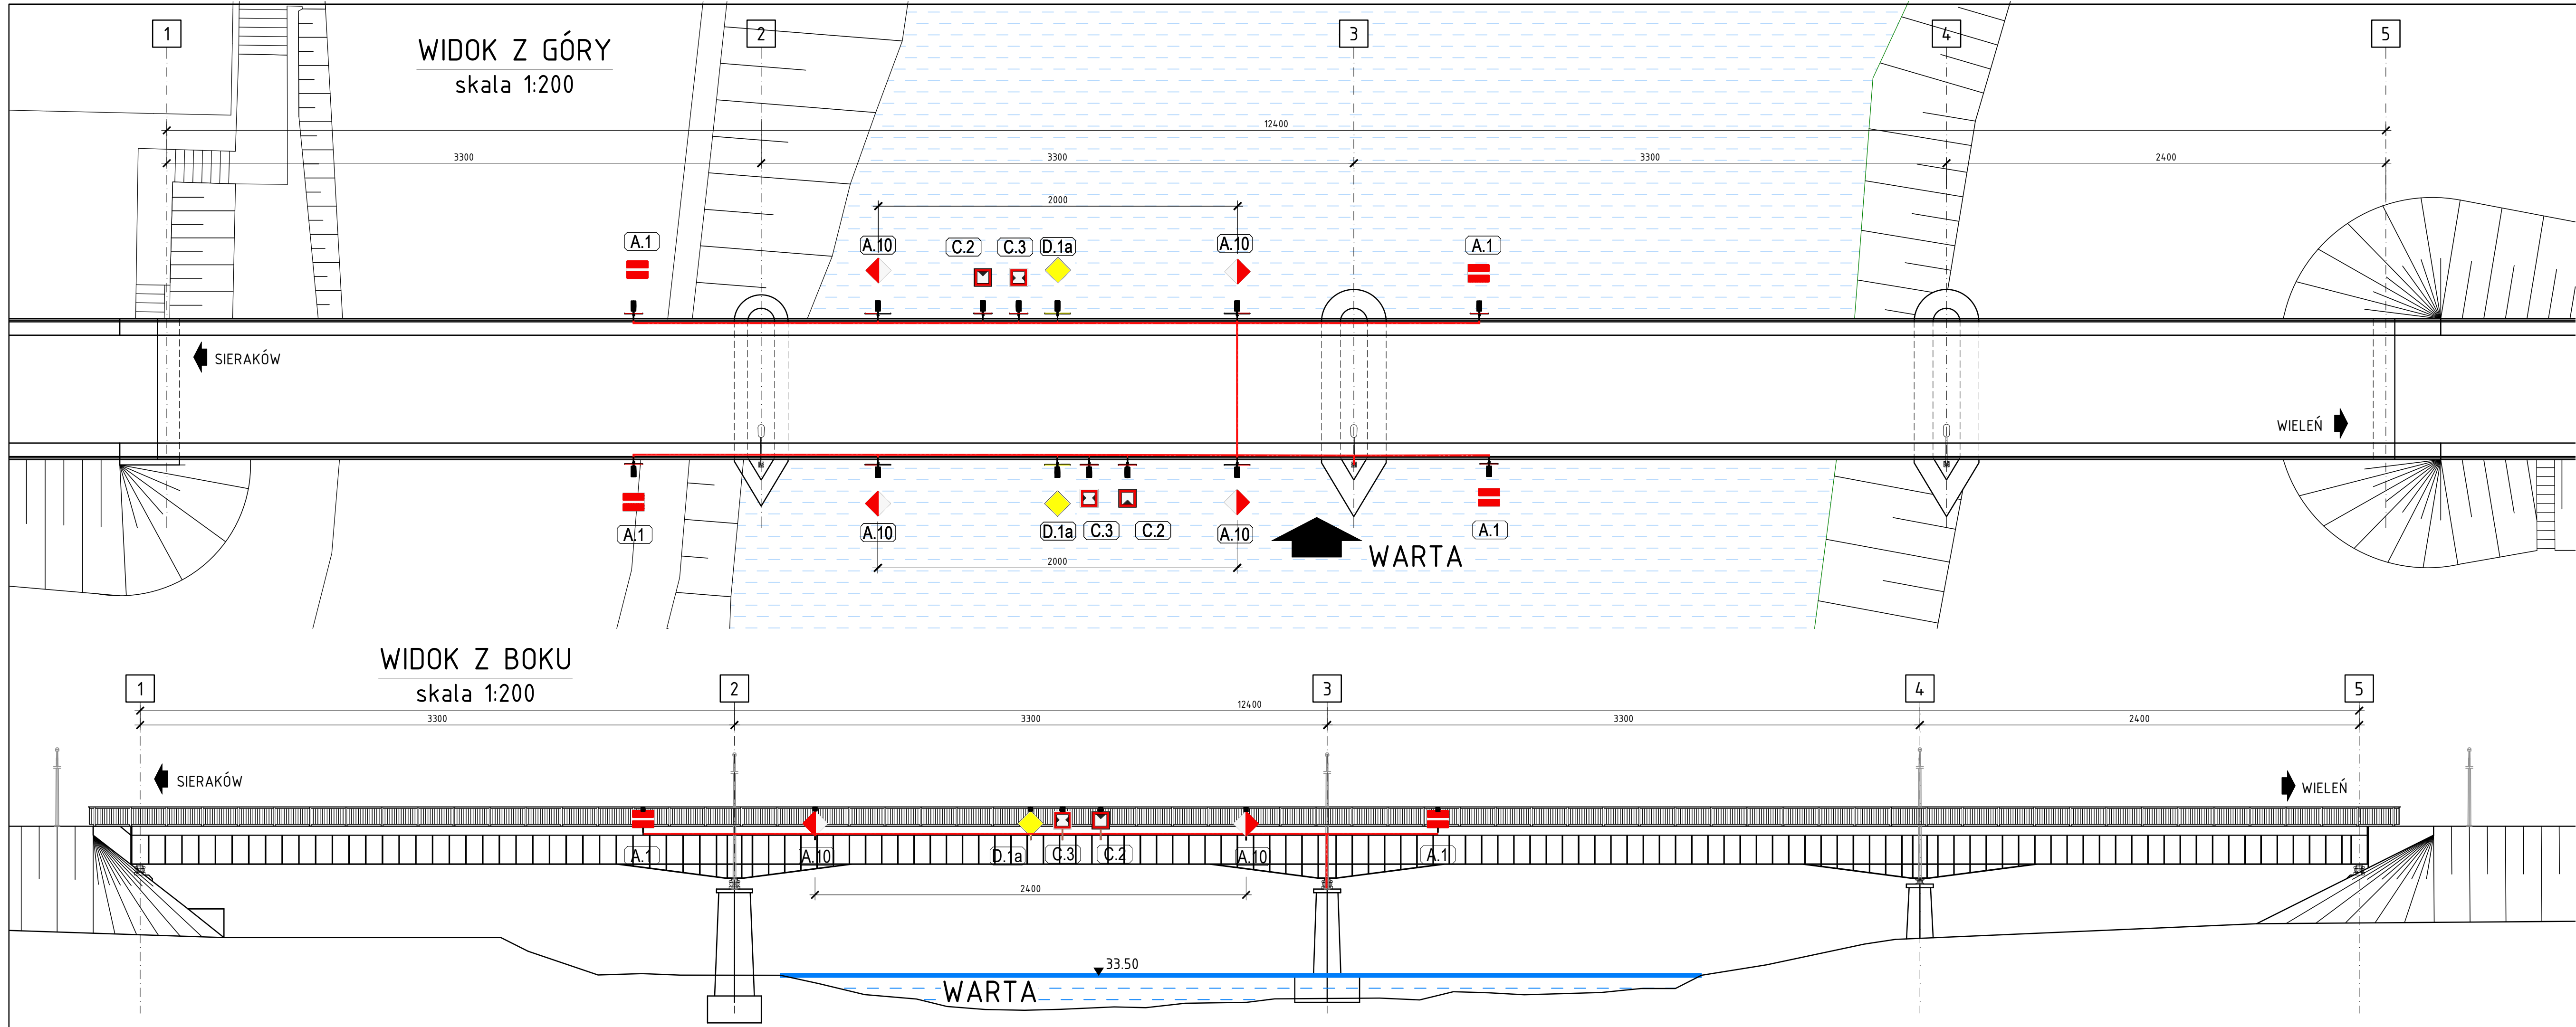 1 2 3 4 5
WIDOK Z GÓRY
skala 1:200
12400
3300 3300 3300 2400
2000
A.1 A.10 C.2 C.3 D.1a A.10 A.1
SIERAKÓW
WIELEŃ
A.1 A.10 D.1a C.3 C.2 A.10 A.1
2000
WARTA
WIDOK Z BOKU
skala 1:200
1 2 3 4 5
12400
3300 3300 3300 2400
SIERAKÓW
WIELEŃ
A.1 A.10 D.1a C.3 C.2 A.10 A.1
2400
33.50
WARTA